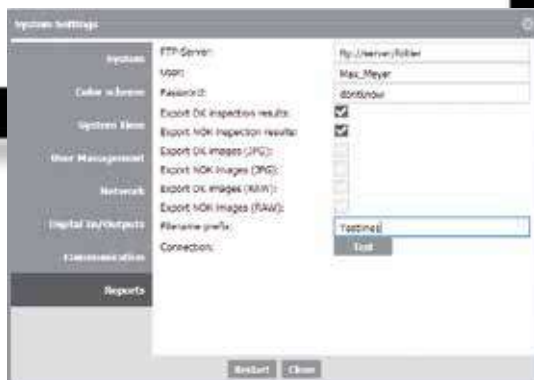 System Settings
System
Color scheme
System Time
User Management
Network
Digital In/Outputs
Communication
Reports
FTP-Server: ftp://server/folder
User: Max_Meyer
Password: dontknow
Export OK inspection results:
Export NOK inspection results:
Export OK images (JPG):
Export NOK images (JPG):
Export OK images (RAW):
Export NOK images (RAW):
Filename prefix:
Connection: Test
Restart Close